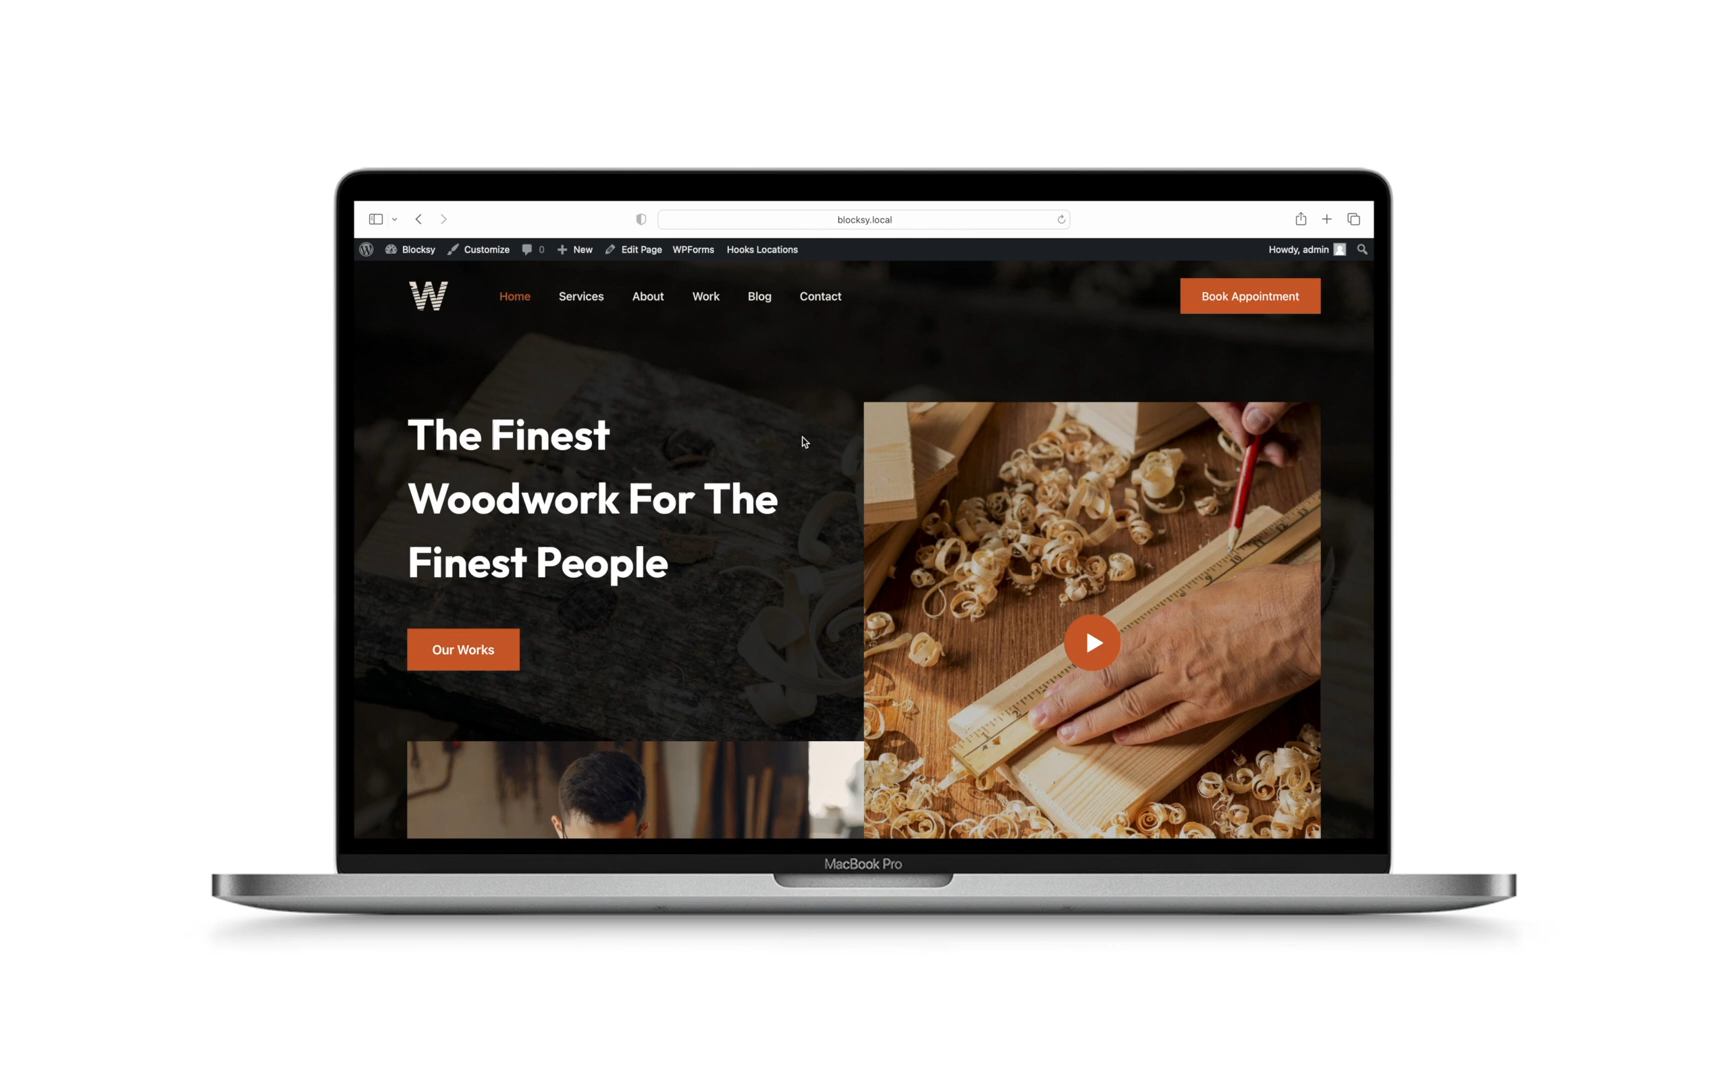 blocksy.local
Blocksy Customize 0 New Edit Page WPForms Hooks Locations Howdy, admin
W Home Services About Work Blog Contact Book Appointment
The Finest
Woodwork For The
Finest People
Our Works
MacBook Pro